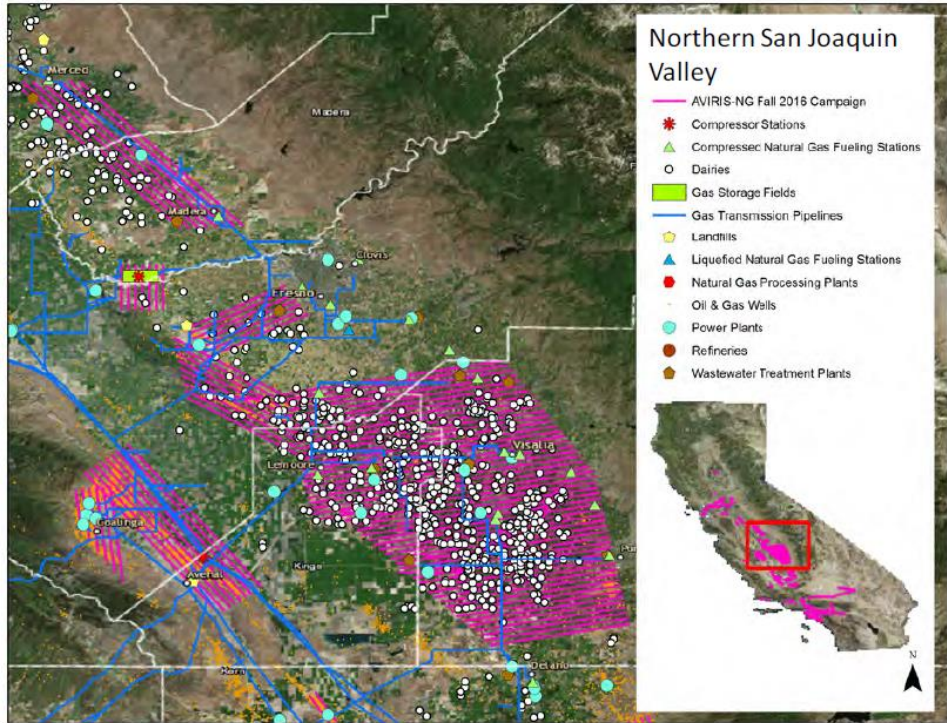 Northern San Joaquin
Valley
AVIRIS-NG Fall 2016 Campaign
Compressor Stations
Compressed Natural Gas Fueling Stations
Dairies
Gas Storage Fields
Gas Transmission Pipelines
Landfills
Liquefied Natural Gas Fueling Stations
Natural Gas Processing Plants
Oil & Gas Wells
Power Plants
Refineries
Wastewater Treatment Plants
N
Merced
Madera
Madera
Clovis
Fresno
Visalia
Lemoore
Coalinga
Avenal
Kings
Kern
Delano